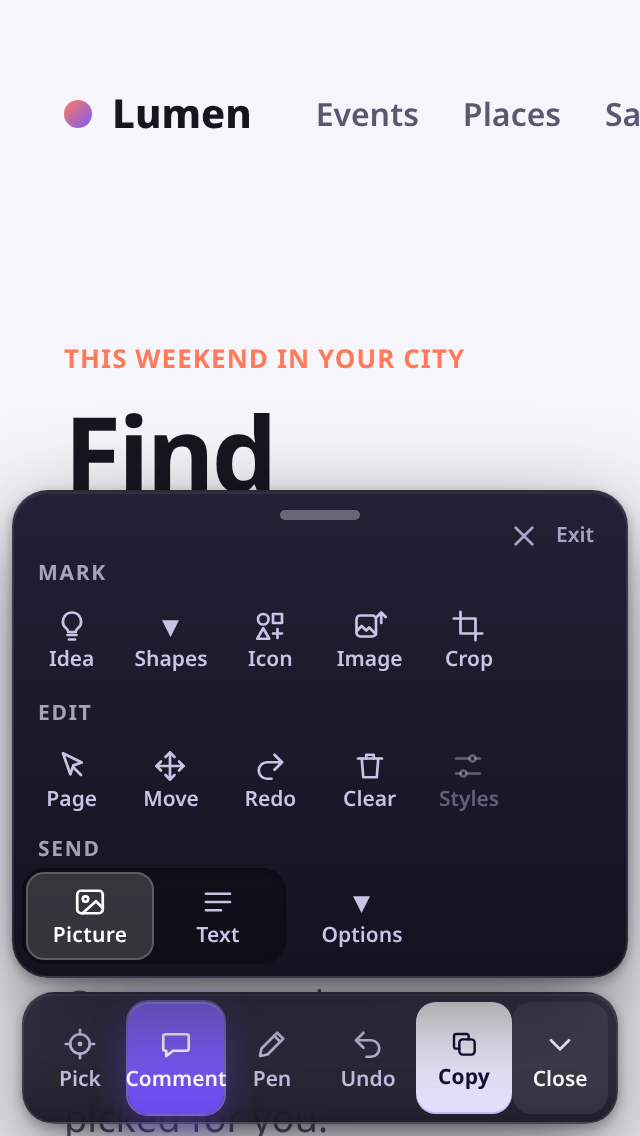 Lumen Events Places Sa
THIS WEEKEND IN YOUR CITY
Find
Exit
MARK
Idea Shapes Icon Image Crop
EDIT
Page Move Redo Clear Styles
SEND
Picture Text Options
Pick Comment Pen Undo Copy Close
picked for you.